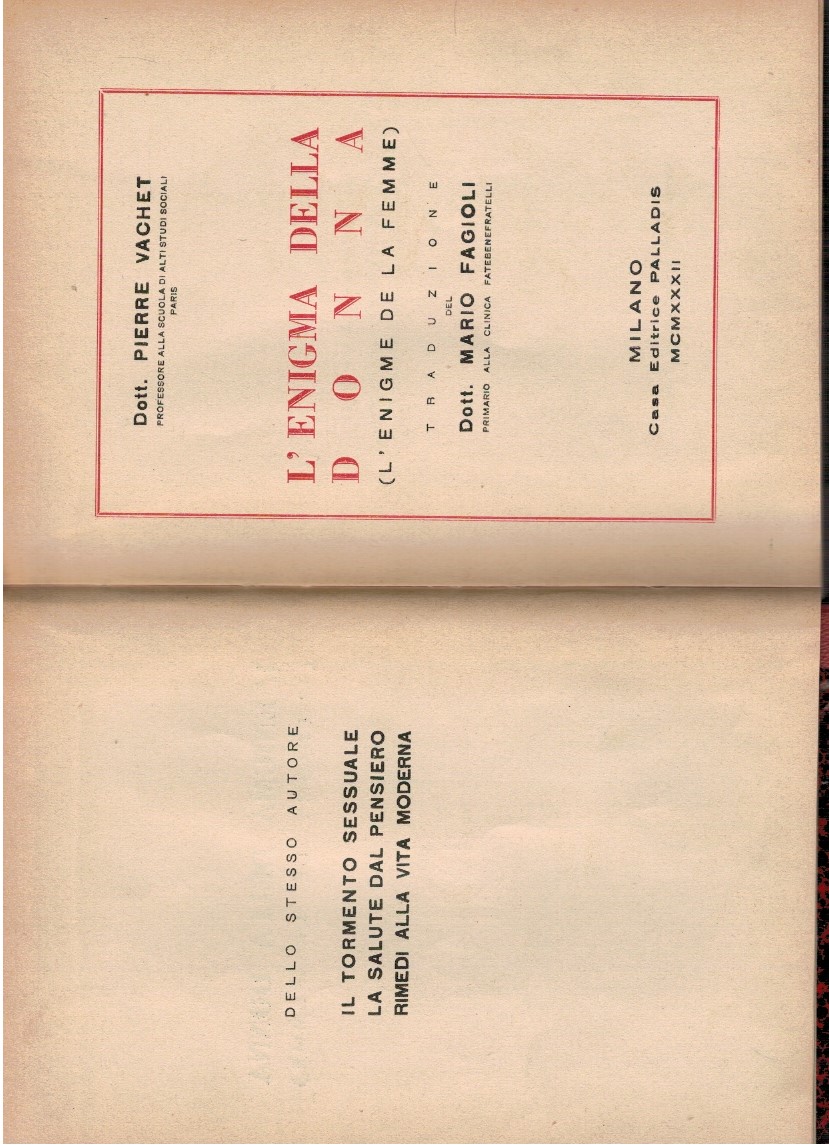 DELLO STESSO AUTORE
IL TORMENTO SESSUALE
LA SALUTE DAL PENSIERO
RIMEDI ALLA VITA MODERNA
Dott. PIERRE VACHET
PROFESSORE ALLA SCUOLA DI ALTI STUDI SOCIALI
PARIS
L'ENIGMA DELLA
DONNA
(L'ENIGME DE LA FEMME)
TRADUZIONE
DEL
Dott. MARIO FAGIOLI
PRIMARIO ALLA CLINICA FATEBENEFRATELLI
MILANO
Casa Editrice PALLADIS
MCMXXXII